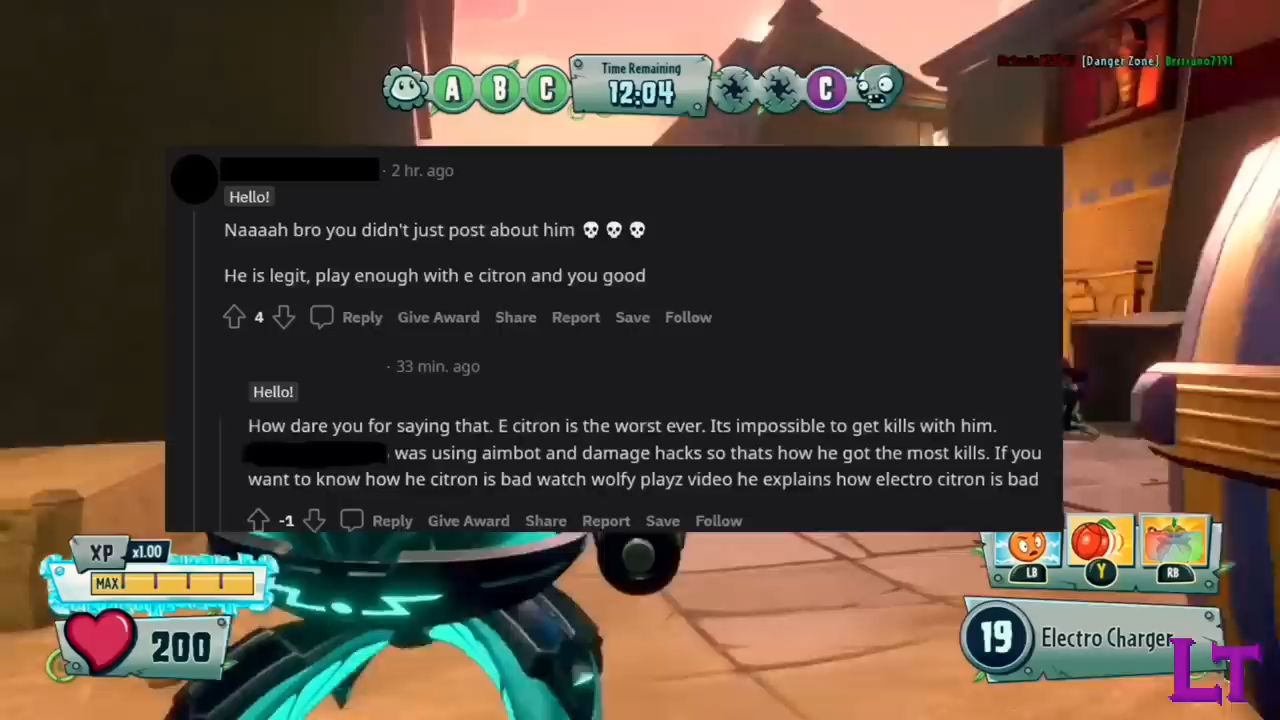 Time Remaining
A B C 12:04 C
[Danger Zone] Brrruno7191
· 2 hr. ago
Hello!
Naaaah bro you didn't just post about him 💀 💀 💀
He is legit, play enough with e citron and you good
4 Reply Give Award Share Report Save Follow
· 33 min. ago
Hello!
How dare you for saying that. E citron is the worst ever. Its impossible to get kills with him.
was using aimbot and damage hacks so thats how he got the most kills. If you
want to know how he citron is bad watch wolfy playz video he explains how electro citron is bad
-1 Reply Give Award Share Report Save Follow
XP x1.00
MAX
200
LB Y RB
19 Electro Charger
LT